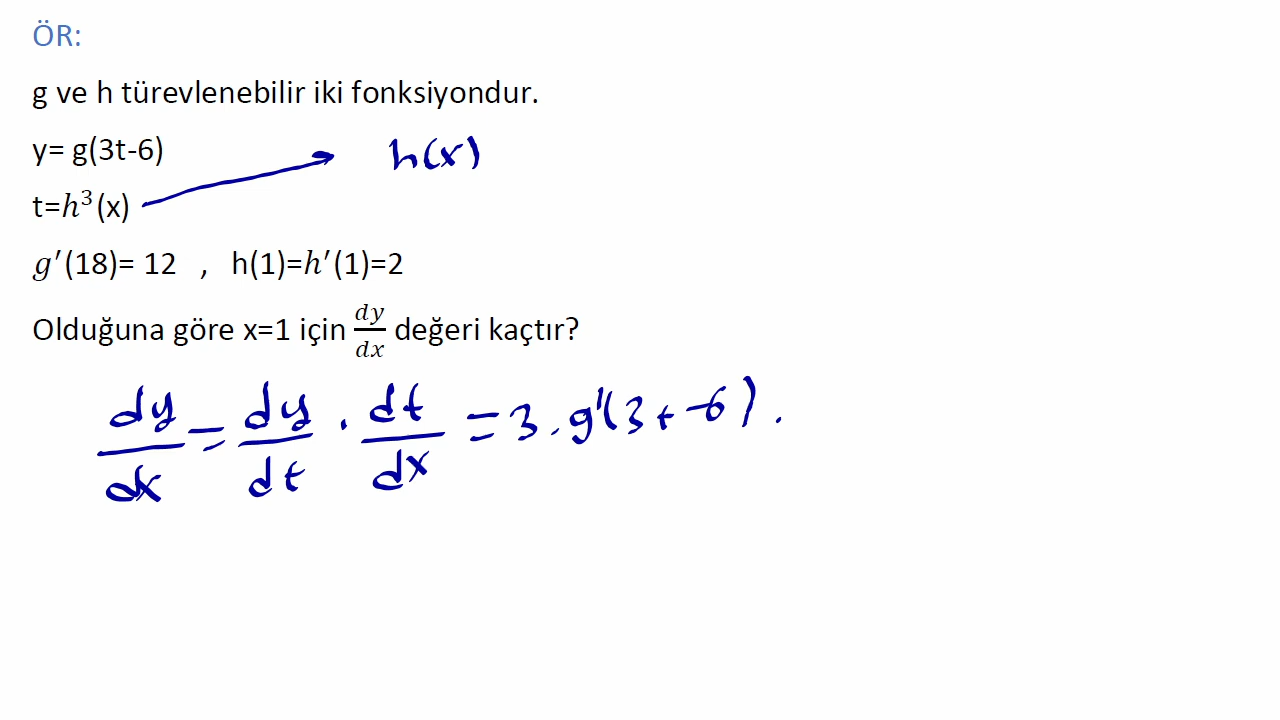 ÖR:
g ve h türevlenebilir iki fonksiyondur.
y= g(3t-6)
h(x)
t=h³(x)
g′(18)= 12 , h(1)=h′(1)=2
Olduğuna göre x=1 için dy/dx değeri kaçtır?
dy/dx = dy/dt . dt/dx = 3 . g'(3t-6) .